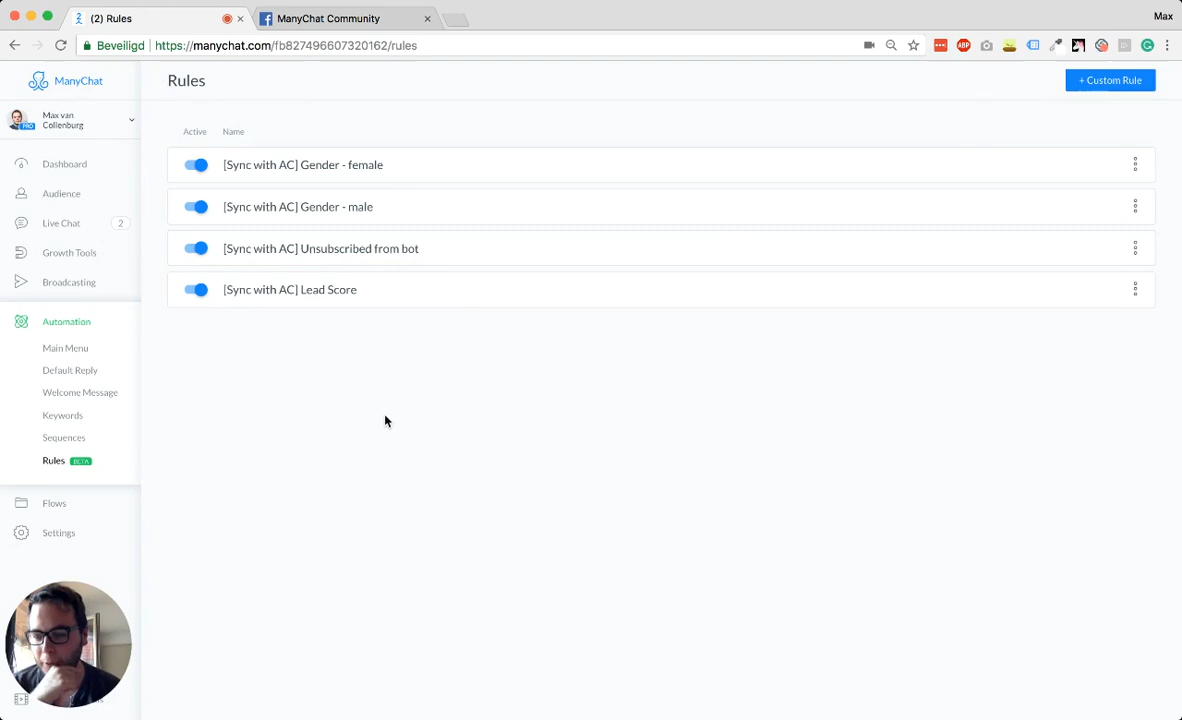 (2) Rules
ManyChat Community
Max
Beveiligd
https://manychat.com/fb827496607320162/rules
ABP
ManyChat
Rules
+ Custom Rule
Max van
Collenburg
PRO
Active Name
Dashboard
[Sync with AC] Gender - female
Audience
[Sync with AC] Gender - male
Live Chat 2
[Sync with AC] Unsubscribed from bot
Growth Tools
Broadcasting
[Sync with AC] Lead Score
Automation
Main Menu
Default Reply
Welcome Message
Keywords
Sequences
Rules BETA
Flows
Settings